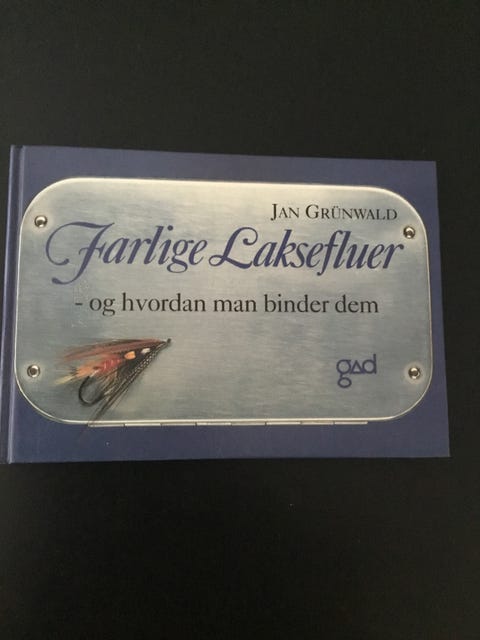 JAN GRÜNWALD
Farlige Laksefluer
- og hvordan man binder dem
gad